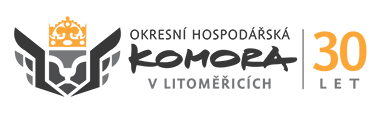 OKRESNÍ HOSPODÁŘSKÁ
KOMORA
V LITOMĚŘICÍCH
30
LET